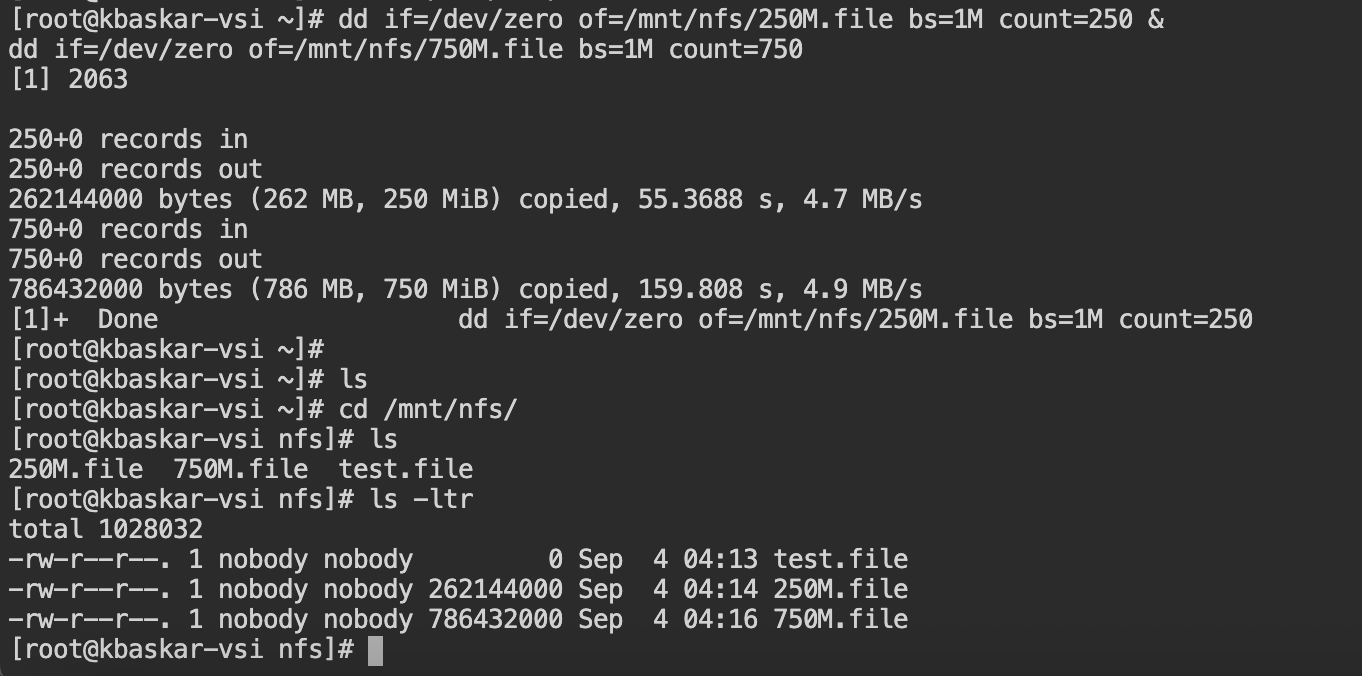 [root@kbaskar-vsi ~]# dd if=/dev/zero of=/mnt/nfs/250M.file bs=1M count=250 &
dd if=/dev/zero of=/mnt/nfs/750M.file bs=1M count=750
[1] 2063
250+0 records in
250+0 records out
262144000 bytes (262 MB, 250 MiB) copied, 55.3688 s, 4.7 MB/s
750+0 records in
750+0 records out
786432000 bytes (786 MB, 750 MiB) copied, 159.808 s, 4.9 MB/s
[1]+  Done                    dd if=/dev/zero of=/mnt/nfs/250M.file bs=1M count=250
[root@kbaskar-vsi ~]#
[root@kbaskar-vsi ~]# ls
[root@kbaskar-vsi ~]# cd /mnt/nfs/
[root@kbaskar-vsi nfs]# ls
250M.file  750M.file  test.file
[root@kbaskar-vsi nfs]# ls -ltr
total 1028032
-rw-r--r--. 1 nobody nobody         0 Sep  4 04:13 test.file
-rw-r--r--. 1 nobody nobody 262144000 Sep  4 04:14 250M.file
-rw-r--r--. 1 nobody nobody 786432000 Sep  4 04:16 750M.file
[root@kbaskar-vsi nfs]#